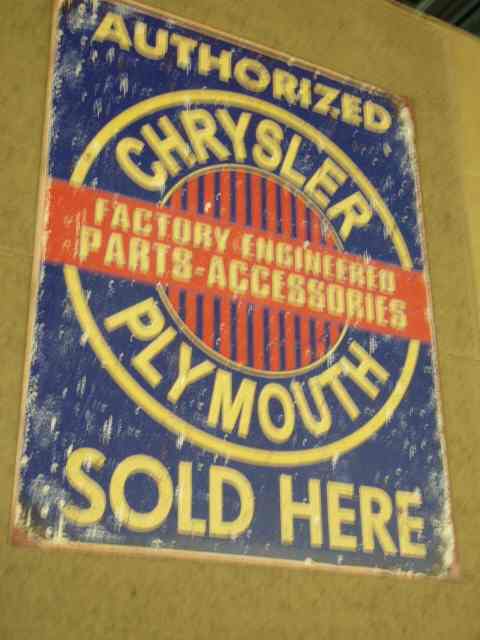 AUTHORIZED
CHRYSLER
FACTORY ENGINEERED
PARTS-ACCESSORIES
PLYMOUTH
SOLD HERE